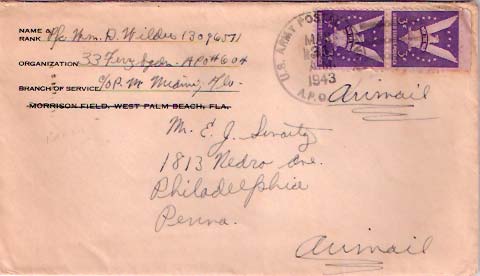 NAME &
RANK Pfc Wm. D. Wilder 13096571
ORGANIZATION 33 Ferry Sqdn. APO#604
BRANCH OF SERVICE c/o P.M. Miami, Fla.
MORRISON FIELD, WEST PALM BEACH, FLA.
U.S. ARMY POSTAL
1943
A.P.O.
Airmail
Mr. E. J. Swartz
1813 Nedro Ave.
Philadelphia
Penna.
Airmail